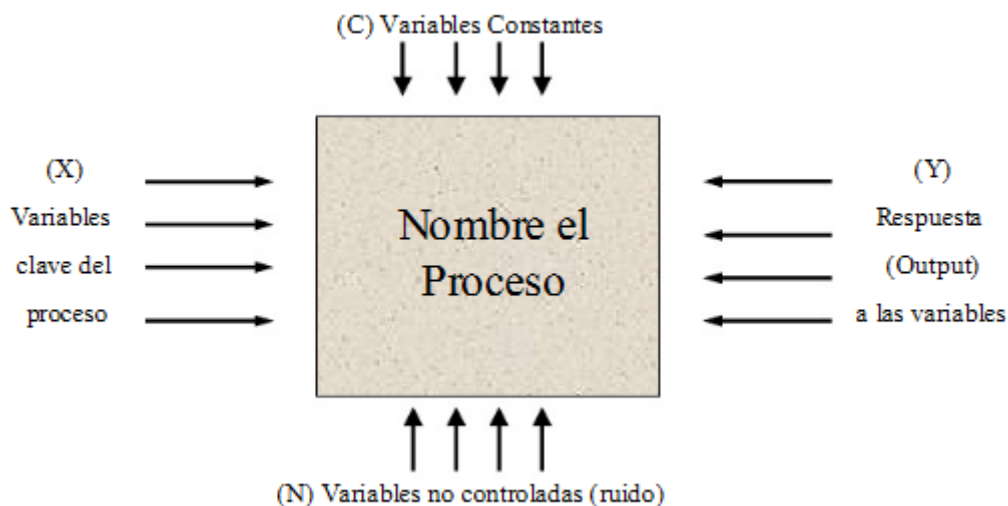 (C) Variables Constantes
(X)
Variables
clave del
proceso
Nombre el
Proceso
(Y)
Respuesta
(Output)
a las variables
(N) Variables no controladas (ruido)